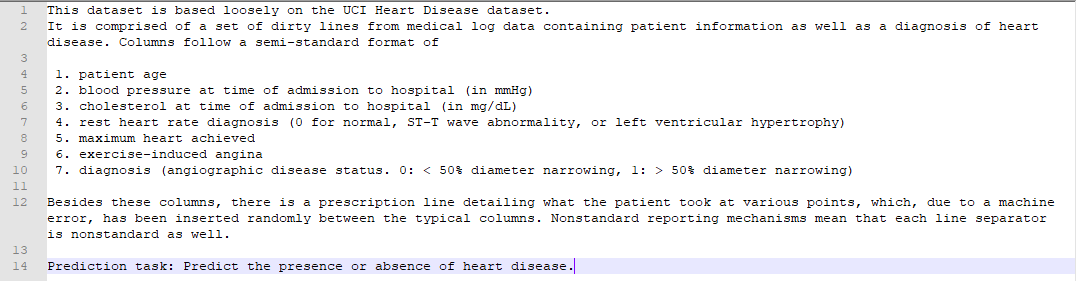 1 This dataset is based loosely on the UCI Heart Disease dataset.
2 It is comprised of a set of dirty lines from medical log data containing patient information as well as a diagnosis of heart
disease. Columns follow a semi-standard format of
3
4 1. patient age
5 2. blood pressure at time of admission to hospital (in mmHg)
6 3. cholesterol at time of admission to hospital (in mg/dL)
7 4. rest heart rate diagnosis (0 for normal, ST-T wave abnormality, or left ventricular hypertrophy)
8 5. maximum heart achieved
9 6. exercise-induced angina
10 7. diagnosis (angiographic disease status. 0: < 50% diameter narrowing, 1: > 50% diameter narrowing)
11
12 Besides these columns, there is a prescription line detailing what the patient took at various points, which, due to a machine
error, has been inserted randomly between the typical columns. Nonstandard reporting mechanisms mean that each line separator
is nonstandard as well.
13
14 Prediction task: Predict the presence or absence of heart disease.